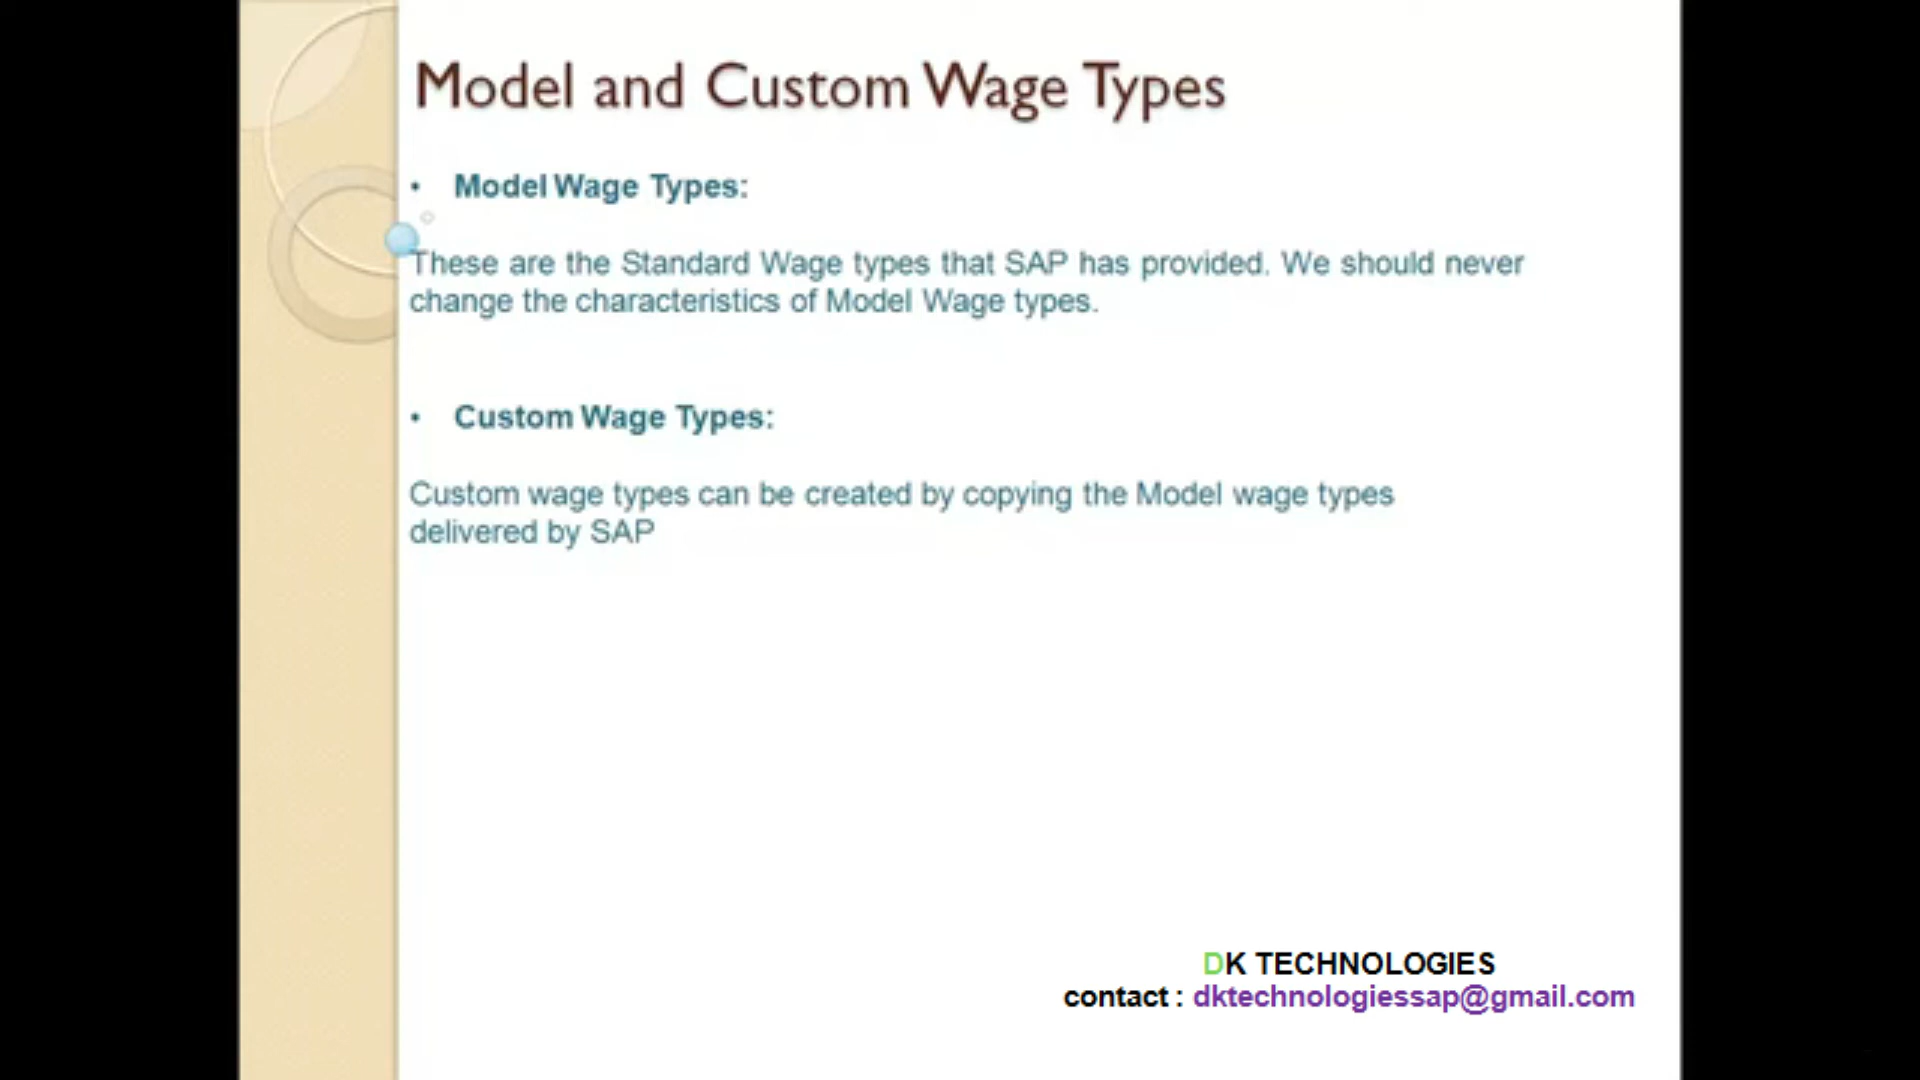 Model and Custom Wage Types
• Model Wage Types:
These are the Standard Wage types that SAP has provided. We should never
change the characteristics of Model Wage types.
• Custom Wage Types:
Custom wage types can be created by copying the Model wage types
delivered by SAP
DK TECHNOLOGIES
contact : dktechnologiessap@gmail.com